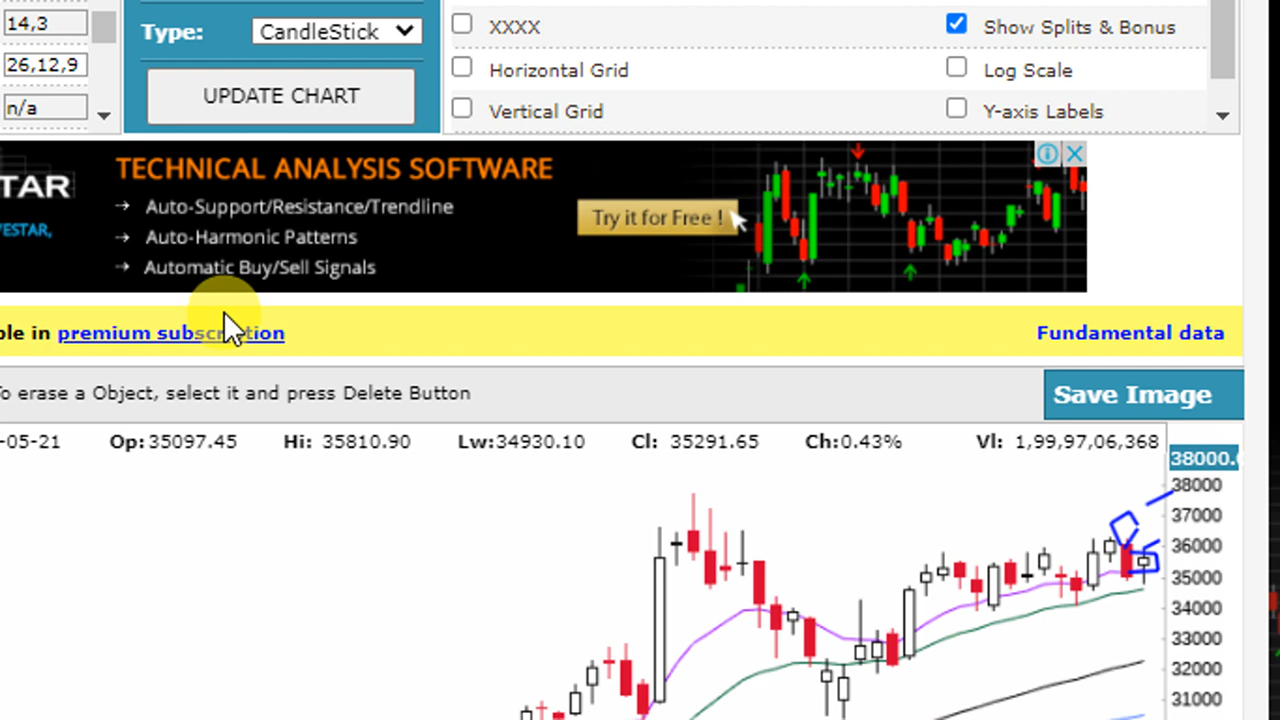 14,3
Type: CandleStick
XXXX
Show Splits & Bonus
26,12,9
Horizontal Grid
Log Scale
UPDATE CHART
n/a
Vertical Grid
Y-axis Labels
TAR
TECHNICAL ANALYSIS SOFTWARE
→ Auto-Support/Resistance/Trendline
ESTAR,
→ Auto-Harmonic Patterns
→ Automatic Buy/Sell Signals
Try it for Free !
ble in premium subscription
Fundamental data
To erase a Object, select it and press Delete Button
Save Image
-05-21 Op:35097.45 Hi: 35810.90 Lw:34930.10 Cl: 35291.65 Ch:0.43% Vl: 1,99,97,06,368
38000.
38000
37000
36000
35000
34000
33000
32000
31000